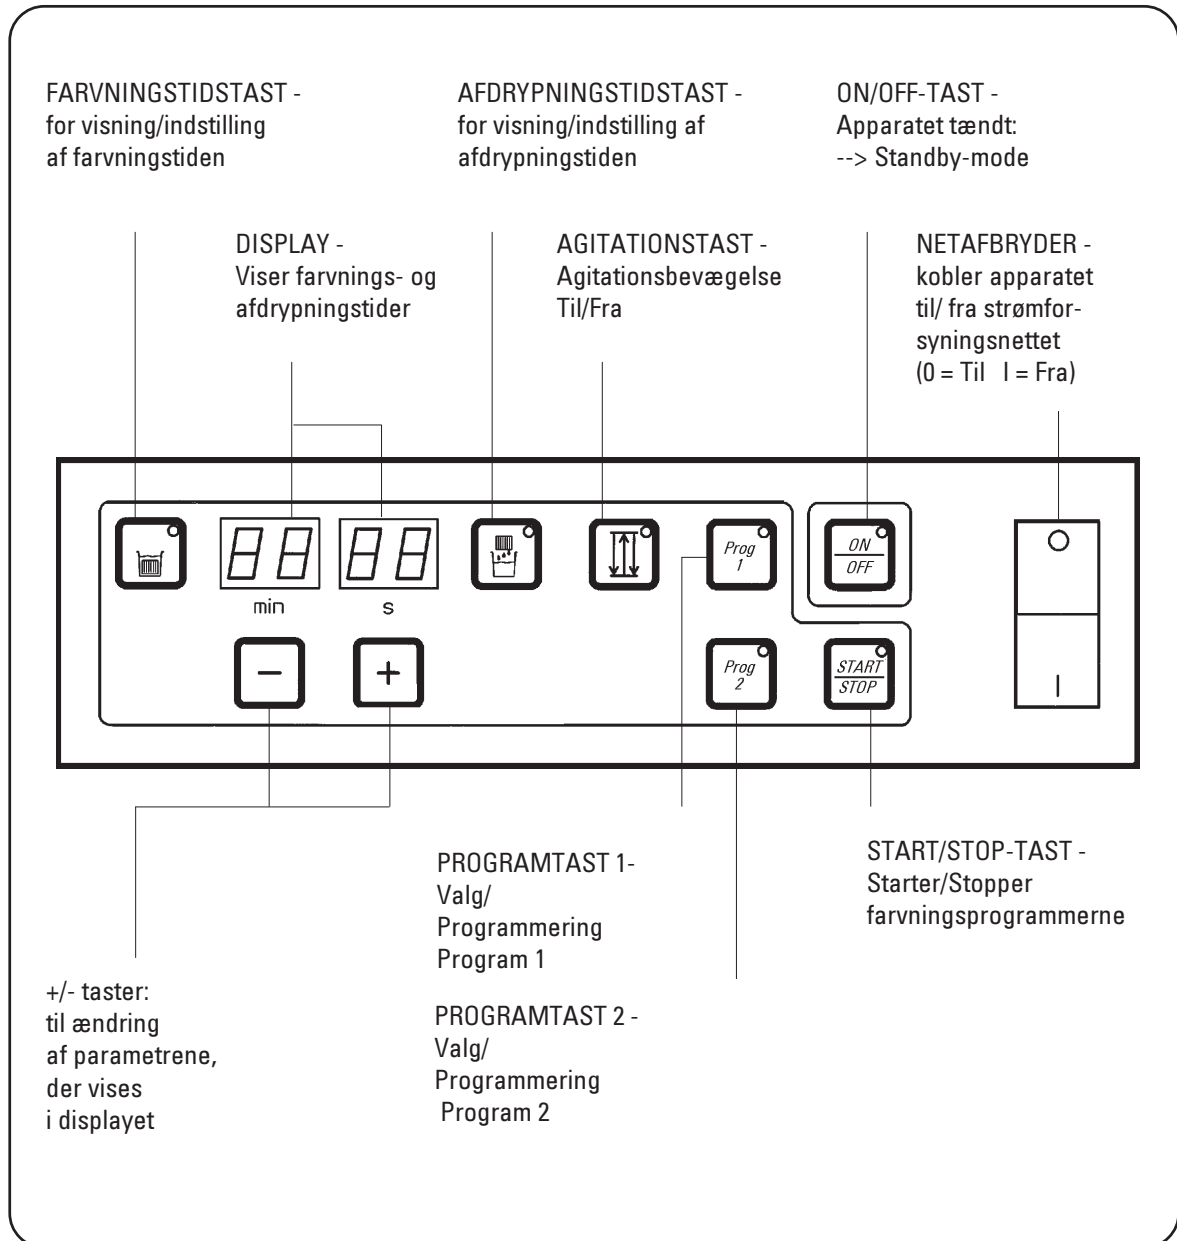 FARVNINGSTIDSTAST -
for visning/indstilling
af farvningstiden
AFDRYPNINGSTIDSTAST -
for visning/indstilling af
afdrypningstiden
ON/OFF-TAST -
Apparatet tændt:
--> Standby-mode
DISPLAY -
Viser farvnings- og
afdrypningstider
AGITATIONSTAST -
Agitationsbevægelse
Til/Fra
NETAFBRYDER -
kobler apparatet
til/ fra strømfor-
syningsnettet
(0 = Til   I = Fra)
88 88
min s
Prog
1
ON
OFF
O
− +
Prog
2
START
STOP
I
PROGRAMTAST 1-
Valg/
Programmering
Program 1
START/STOP-TAST -
Starter/Stopper
farvningsprogrammerne
+/- taster:
til ændring
af parametrene,
der vises
i displayet
PROGRAMTAST 2 -
Valg/
Programmering
Program 2